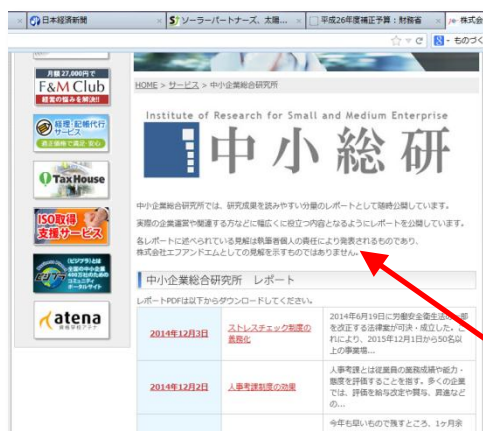 日本経済新聞
ソーラーパートナーズ、太陽...
平成26年度補正予算：財務省
株式会
ものづく
月額 27,000円で
F&M Club
経営の悩みを解決!!
HOME > サービス > 中小企業総合研究所
Institute of Research for Small and Medium Enterprise
中小総研
経理・記帳代行
サービス
TaxHouse
ISO取得
支援サービス
atena
中小企業総合研究所では、研究成果を読みやすい分量のレポートとして随時公開しています。
実際の企業運営や関連する方などに幅広くに役立つ内容となるようにレポートを公開しています。
各レポートに述べられている見解は執筆者個人の責任により発表されるものであり、
株式会社エフアンドエムとしての見解を示すものではありません。
中小企業総合研究所 レポート
レポートPDFは以下からダウンロードしてください。
2014年12月3日
ストレスチェック制度の
義務化
2014年6月19日に労働安全衛生法の一部
を改正する法律案が可決・成立した。こ
れにより、2015年12月1日から50名以
上の事業場...
2014年12月2日
人事考課制度の効果
人事考課とは従業員の業務成績や能力・
態度を評価することを指す。多くの企業
では、評価を給与改定や賞与、昇進など
の...
今年も早いもので残すところ、1ヶ月余